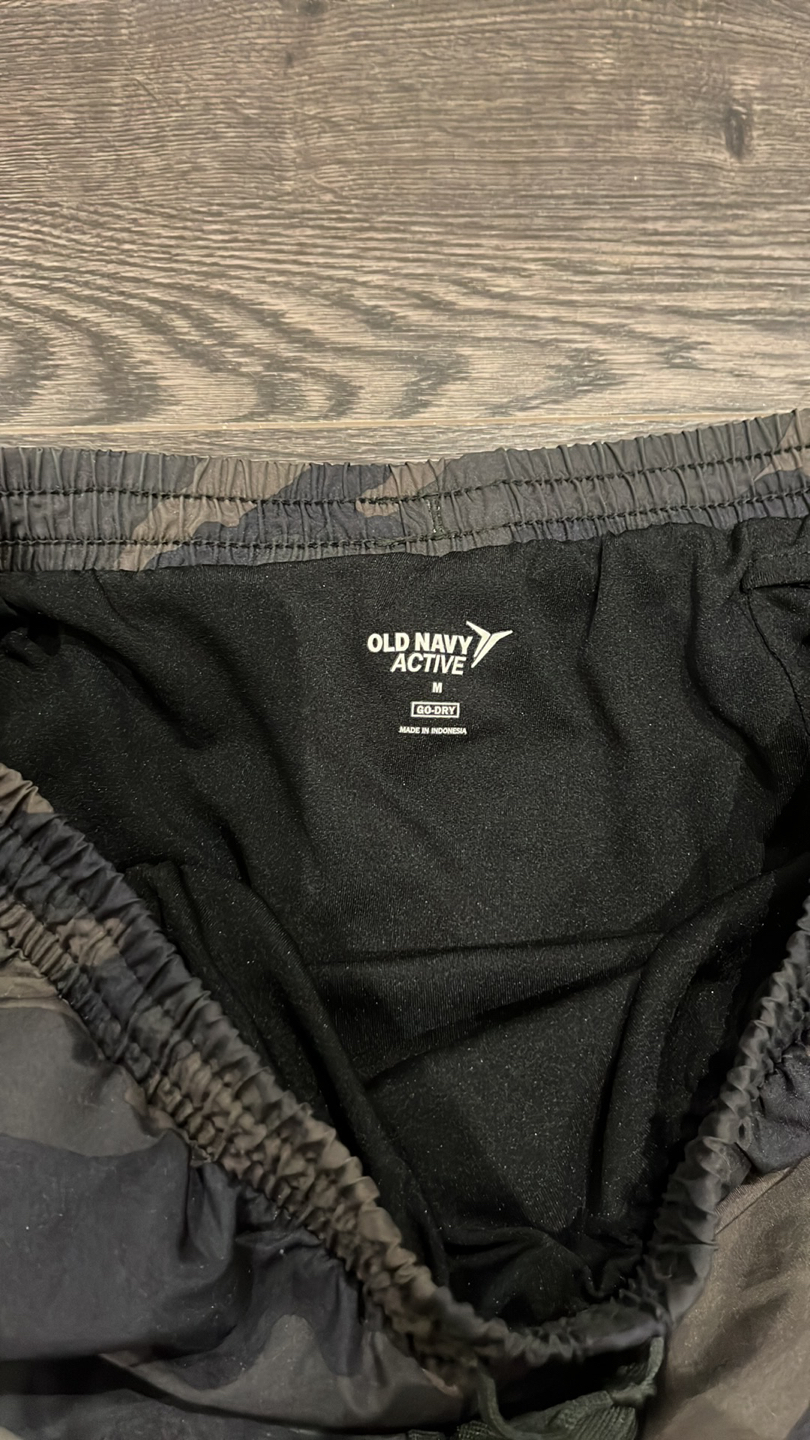 OLD NAVY
ACTIVE
M
GO-DRY
MADE IN INDONESIA